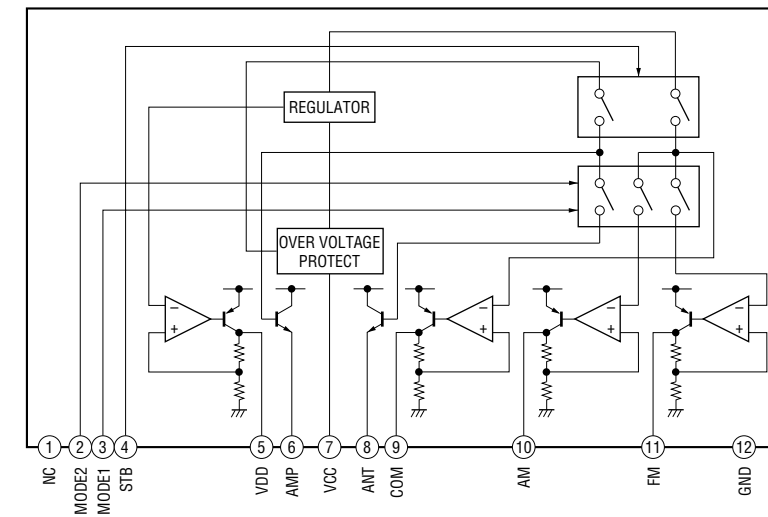 REGULATOR
OVER VOLTAGE
PROTECT
− + − + − + − +
1 2 3 4 5 6 7 8 9 10 11 12
NC MODE2 MODE1 STB VDD AMP VCC ANT COM AM FM GND